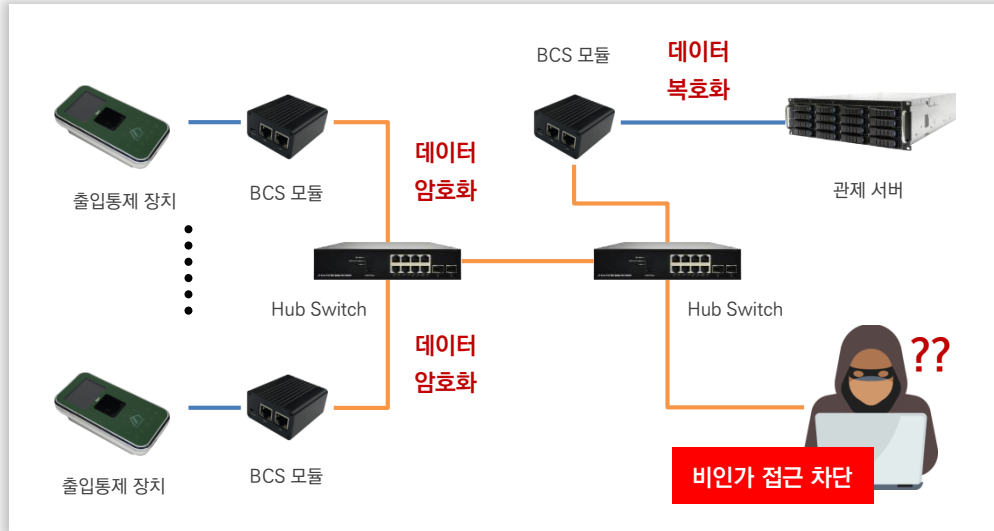 BCS 모듈
데이터
복호화
출입통제 장치
BCS 모듈
데이터
암호화
관제 서버
Hub Switch
Hub Switch
데이터
암호화
??
출입통제 장치
BCS 모듈
비인가 접근 차단